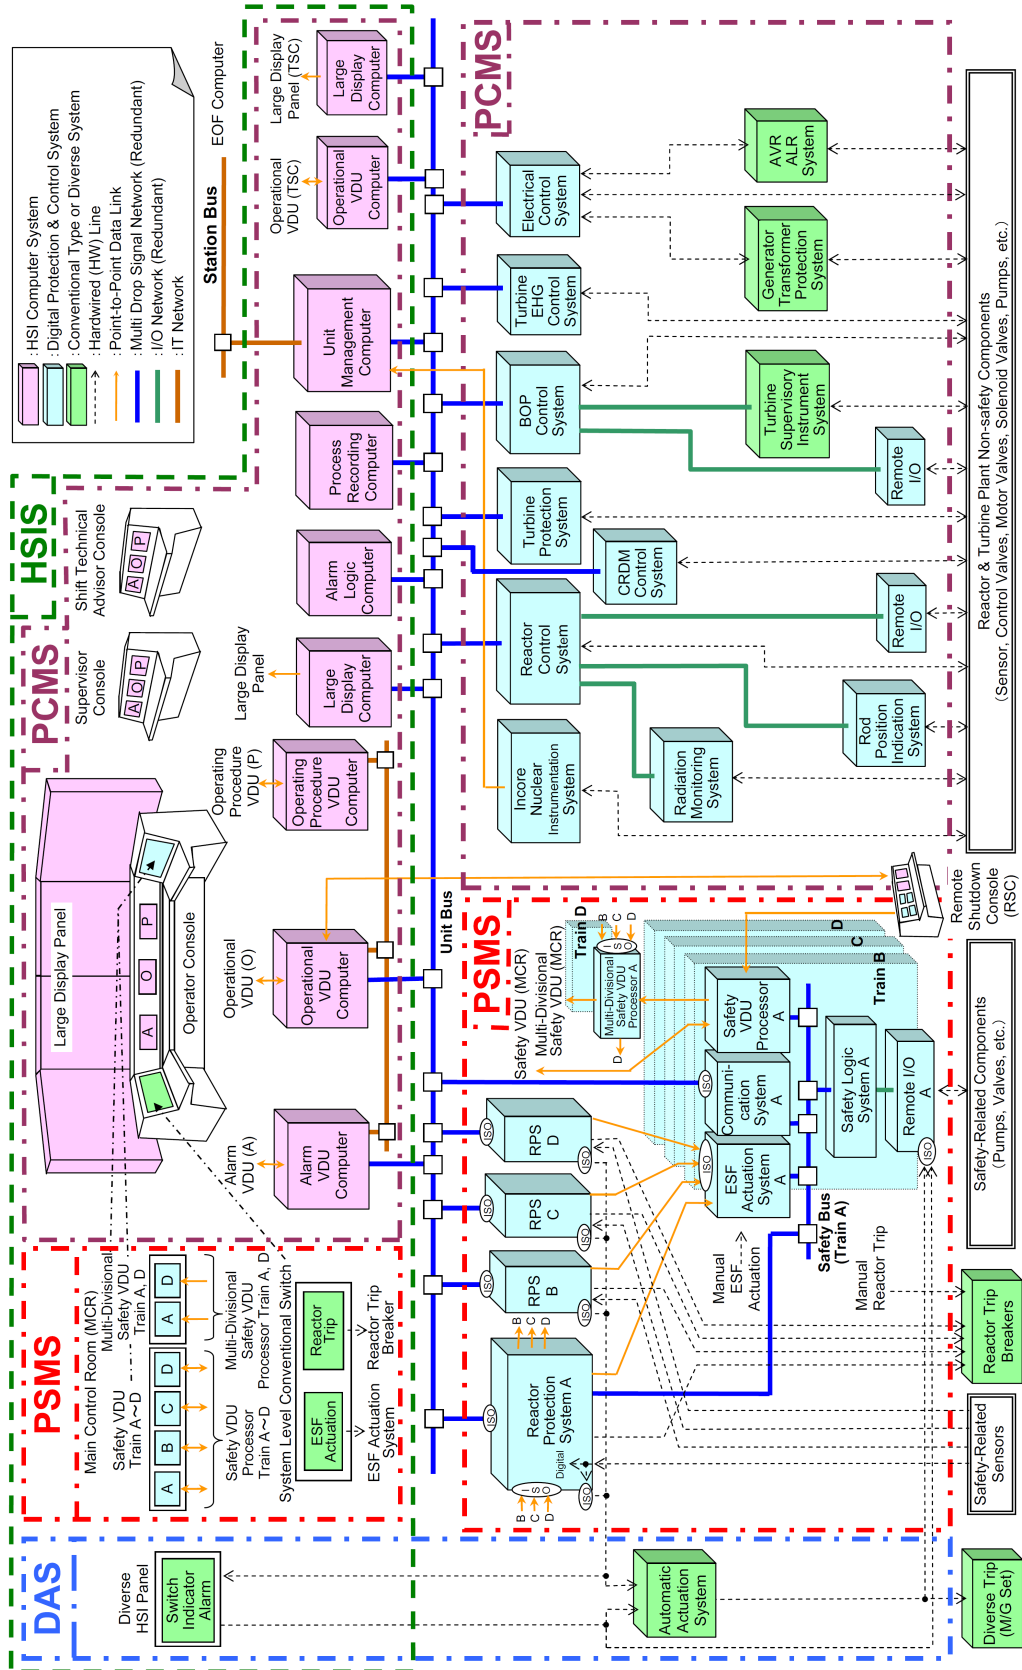 : HSI Computer System
: Digital Protection & Control System
: Conventional Type or Diverse System
: Hardwired (HW) Line
: Point-to-Point Data Link
: Multi Drop Signal Network (Redundant)
: I/O Network (Redundant)
: IT Network
DAS
PSMS
PCMS
HSIS
Diverse
HSI Panel
Switch
Indicator
Alarm
Main Control Room (MCR)
Safety VDU
Train A~D
Multi-Divisional
Safety VDU
Train A, D
A
B
C
D
A
D
Safety VDU
Processor
Train A~D
Multi-Divisional
Safety VDU
Processor Train A, D
System Level Conventional Switch
ESF
Actuation
Reactor
Trip
ESF Actuation
System
Reactor Trip
Breaker
Large Display Panel
A
O
P
Operator Console
Supervisor
Console
A O P
Shift Technical
Advisor Console
A O P
Alarm
VDU (A)
Alarm
VDU
Computer
Operational
VDU (O)
Operational
VDU
Computer
Operating
Procedure
VDU (P)
Operating
Procedure
VDU
Computer
Large Display
Panel
Large
Display
Computer
Alarm
Logic
Computer
Process
Recording
Computer
Unit
Management
Computer
Station Bus
EOF Computer
Operational
VDU (TSC)
Operational
VDU
Computer
Large Display
Panel (TSC)
Large
Display
Computer
Unit Bus
PSMS
ISO
Reactor
Protection
System A
Digital
I
S
O
B
C
D
ISO
B
C
D
ISO
RPS
B
ISO
ISO
RPS
C
ISO
ISO
RPS
D
ISO
Safety VDU (MCR)
Multi-Divisional
Safety VDU (MCR)
Train D
Multi-Divisional
Safety VDU
Processor A
I
S
O
B
C
D
D
ISO
ESF
Actuation
System
A
ISO
Communi-
cation
System
A
Safety
VDU
Processor
A
D
C
Train B
Manual
ESF
Actuation
Safety Bus
(Train A)
Safety Logic
System A
Remote I/O
A
ISO
Manual
Reactor Trip
Remote
Shutdown
Console
(RSC)
PCMS
Incore
Nuclear
Instrumentation
System
Reactor
Control
System
Turbine
Protection
System
BOP
Control
System
Turbine
EHG
Control
System
Electrical
Control
System
Radiation
Monitoring
System
CRDM
Control
System
Rod
Position
Indication
System
Remote
I/O
Remote
I/O
Turbine
Supervisory
Instrument
System
Generator
Transformer
Protection
System
AVR
ALR
System
Automatic
Actuation
System
Diverse Trip
(M/G Set)
Safety-Related
Sensors
Reactor Trip
Breakers
Safety-Related Components
(Pumps, Valves, etc.)
Reactor & Turbine Plant Non-safety Components
(Sensor, Control Valves, Motor Valves, Solenoid Valves, Pumps, etc.)